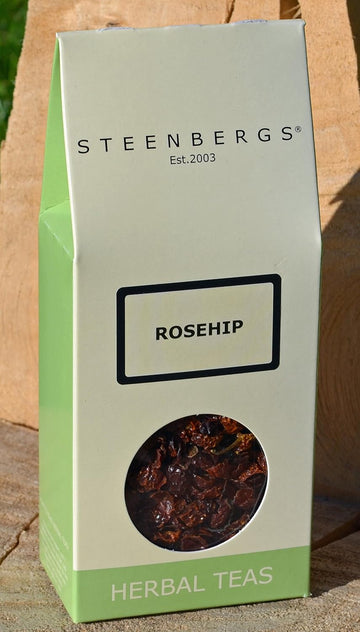 STEENBERGS®
Est.2003
ROSEHIP
HERBAL TEAS